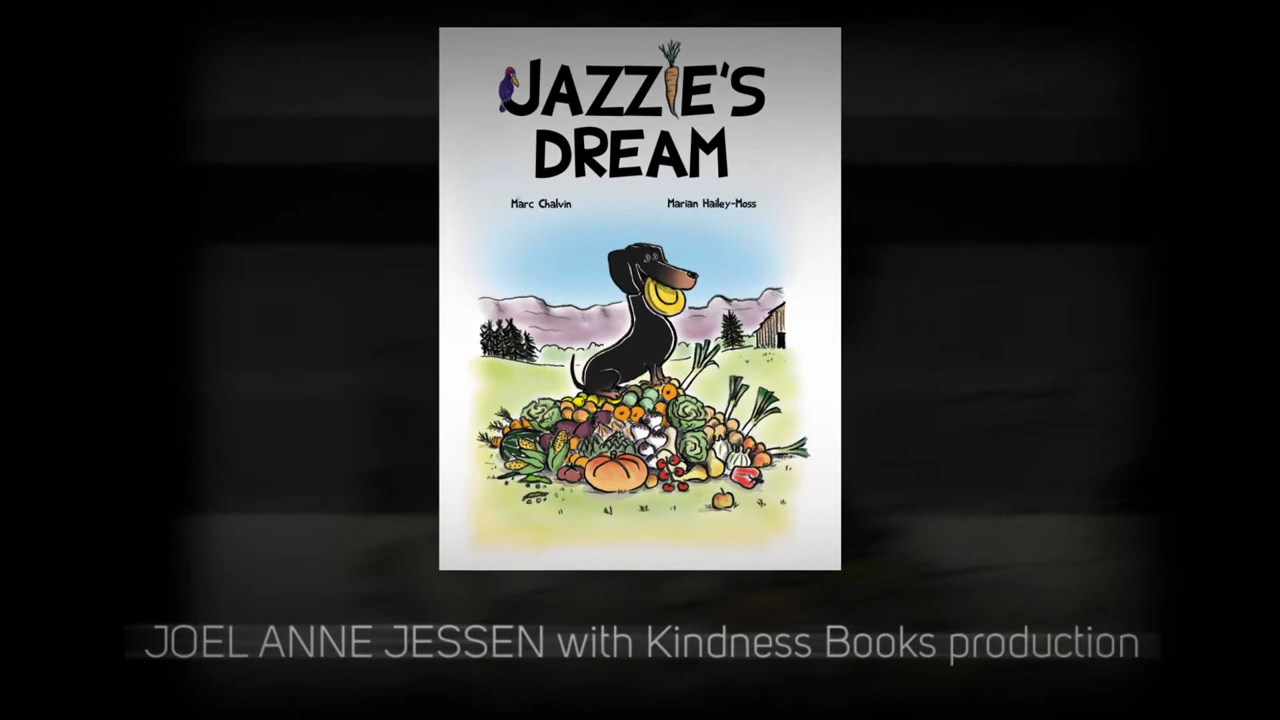 JAZZIE'S
DREAM
Marc Chalvin Marian Hailey-Moss
JOEL ANNE JESSEN with Kindness Books production